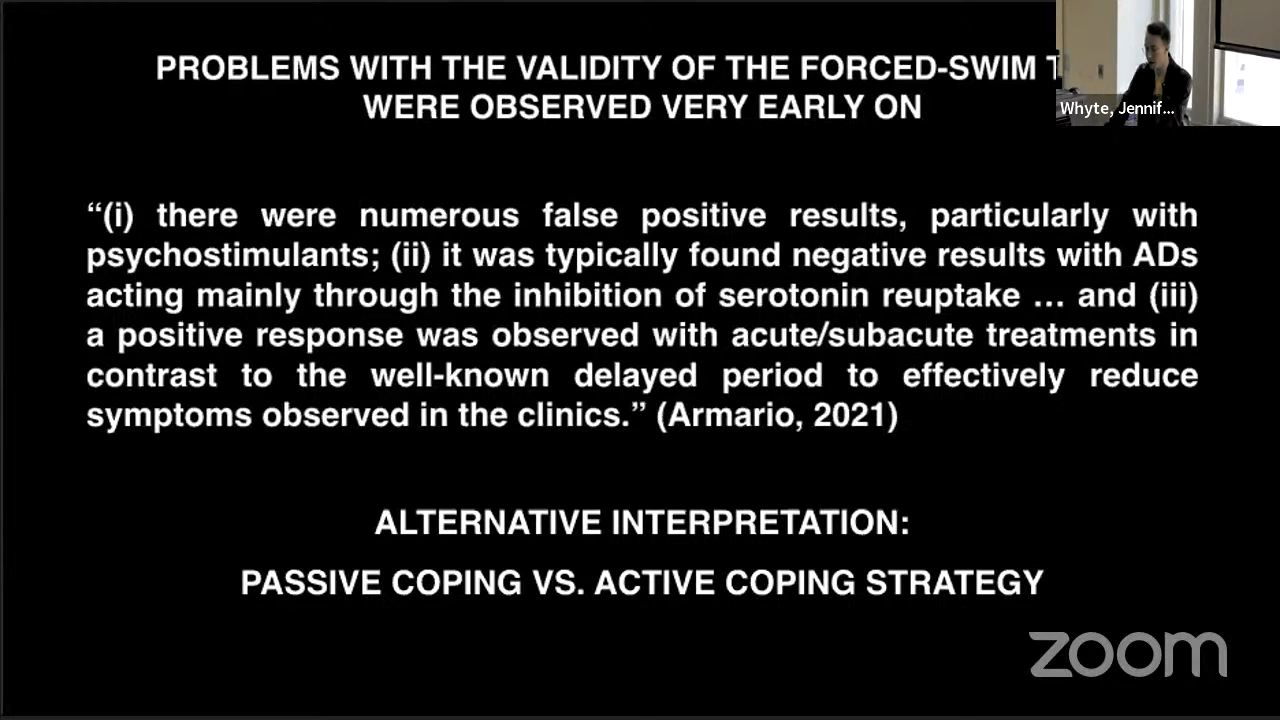 PROBLEMS WITH THE VALIDITY OF THE FORCED-SWIM
WERE OBSERVED VERY EARLY ON
Whyte, Jennif...
“(i) there were numerous false positive results, particularly with
psychostimulants; (ii) it was typically found negative results with ADs
acting mainly through the inhibition of serotonin reuptake … and (iii)
a positive response was observed with acute/subacute treatments in
contrast to the well-known delayed period to effectively reduce
symptoms observed in the clinics.” (Armario, 2021)
ALTERNATIVE INTERPRETATION:
PASSIVE COPING VS. ACTIVE COPING STRATEGY
zoom